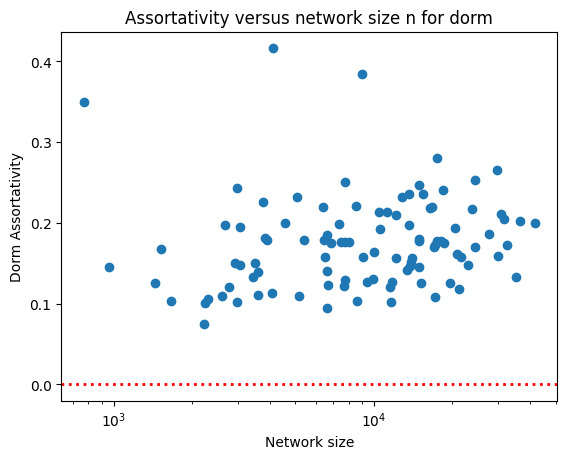 Assortativity versus network size n for dorm
Dorm Assortativity
0.4
0.3
0.2
0.1
0.0
10³
10⁴
Network size